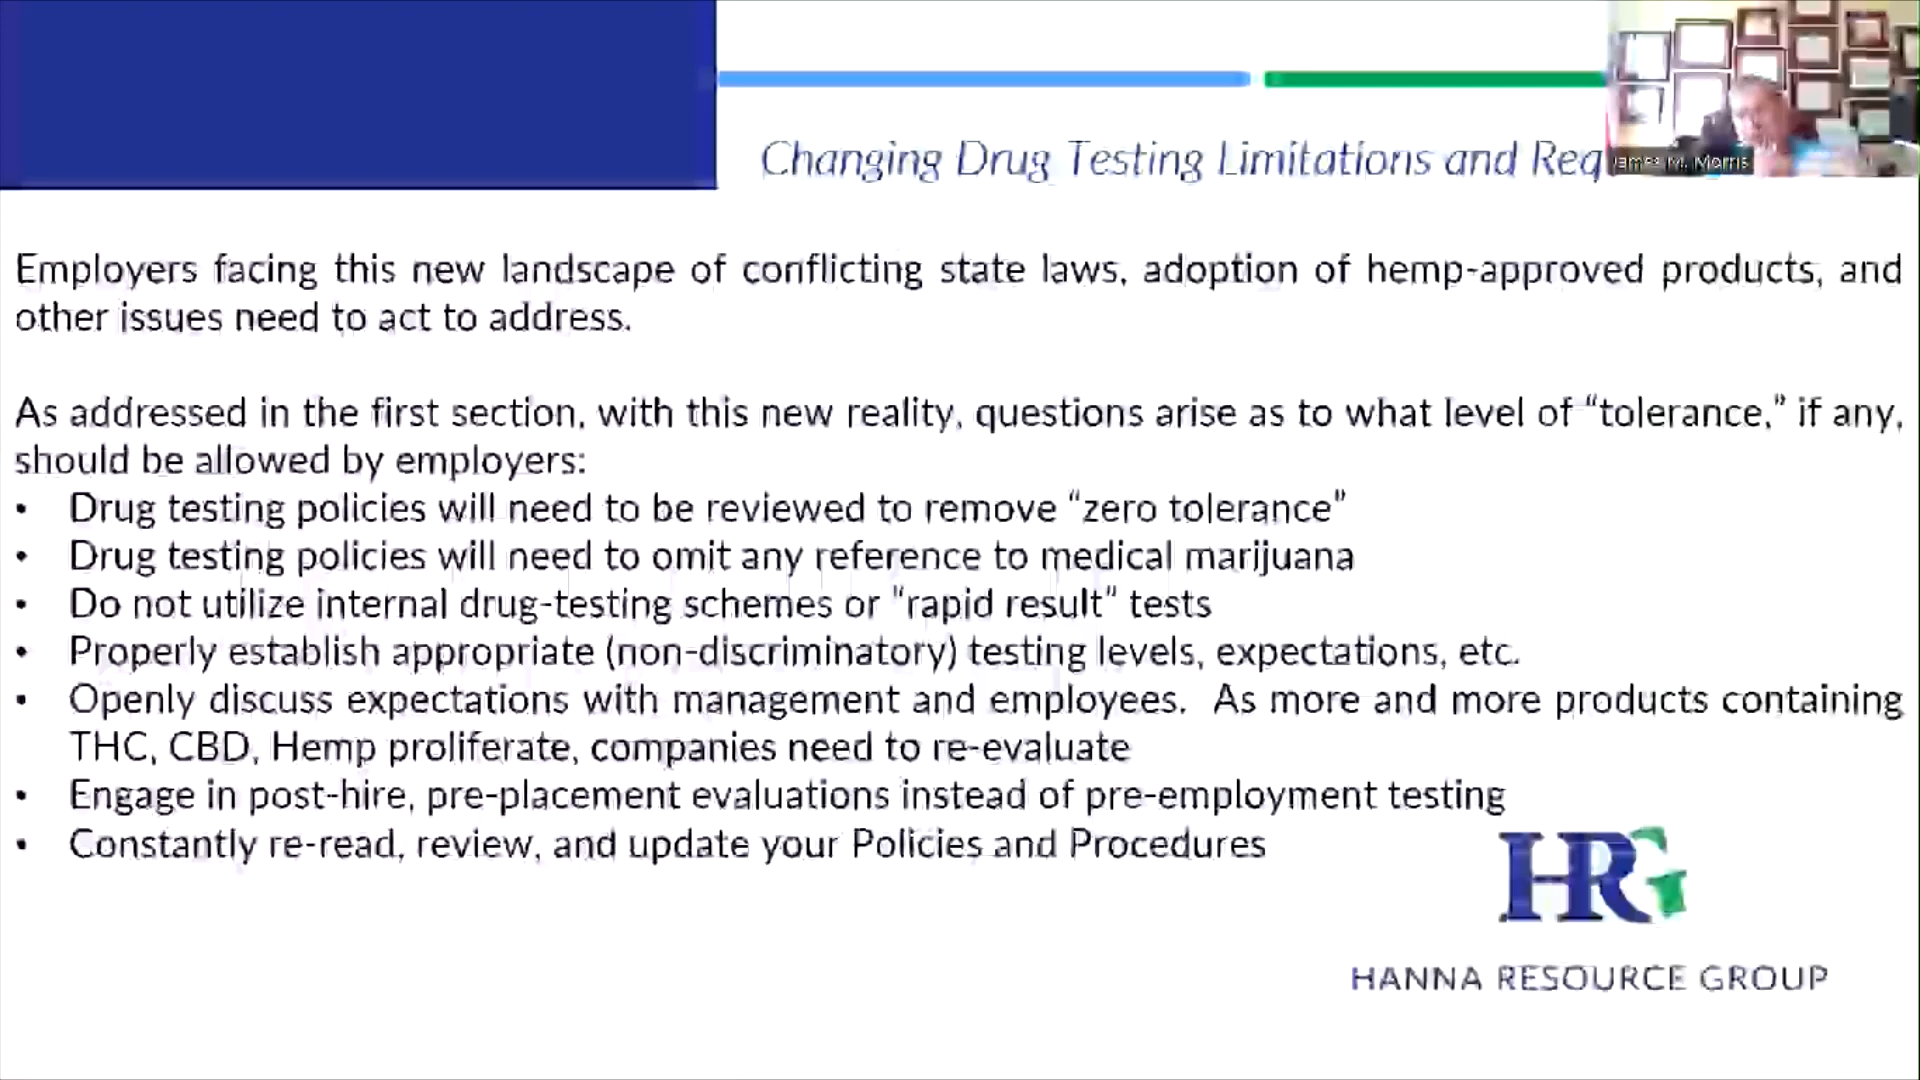 Changing Drug Testing Limitations and Req
James M. Morris
Employers facing this new landscape of conflicting state laws, adoption of hemp-approved products, and
other issues need to act to address.
As addressed in the first section, with this new reality, questions arise as to what level of “tolerance,” if any,
should be allowed by employers:
• Drug testing policies will need to be reviewed to remove “zero tolerance”
• Drug testing policies will need to omit any reference to medical marijuana
• Do not utilize internal drug-testing schemes or “rapid result” tests
• Properly establish appropriate (non-discriminatory) testing levels, expectations, etc.
• Openly discuss expectations with management and employees. As more and more products containing
THC, CBD, Hemp proliferate, companies need to re-evaluate
• Engage in post-hire, pre-placement evaluations instead of pre-employment testing
• Constantly re-read, review, and update your Policies and Procedures
HRG
HANNA RESOURCE GROUP